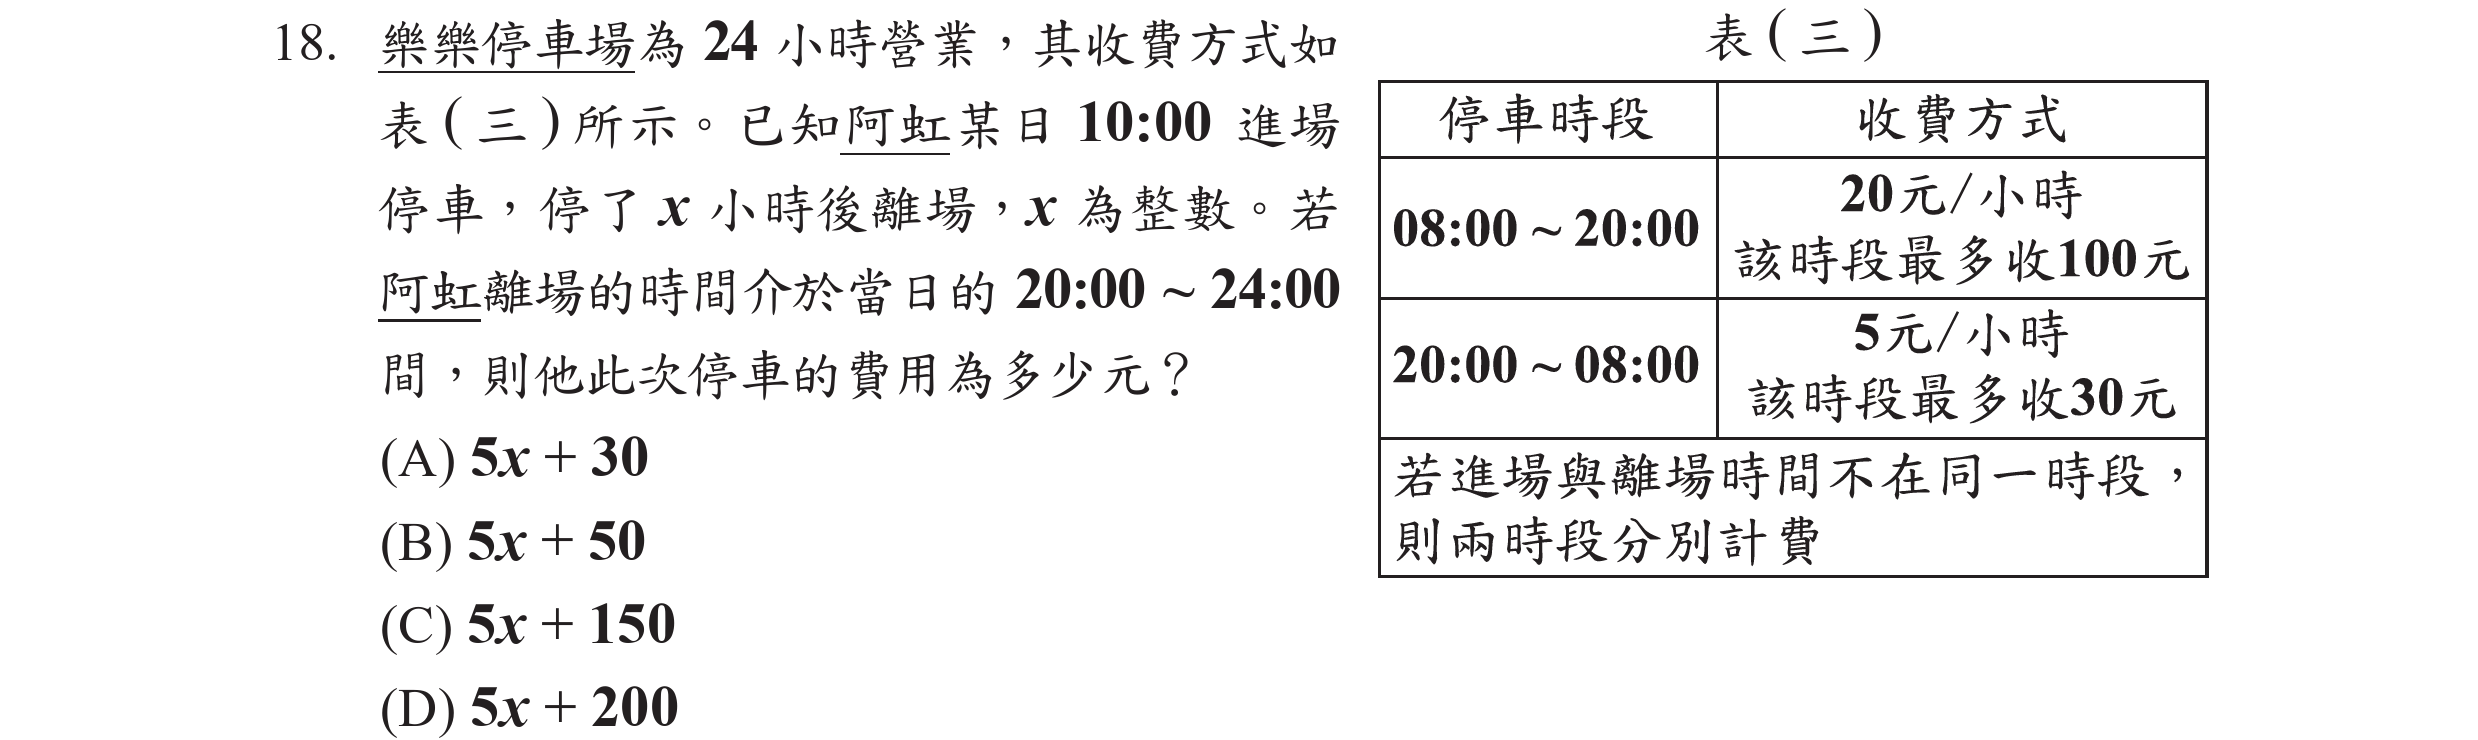 18. 樂樂停車場為 24 小時營業，其收費方式如
表(三)所示。已知阿虹某日 10:00 進場
停車，停了 x 小時後離場，x 為整數。若
阿虹離場的時間介於當日的 20:00 ~ 24:00
間，則他此次停車的費用為多少元？
(A) 5x + 30
(B) 5x + 50
(C) 5x + 150
(D) 5x + 200
表(三)
停車時段 收費方式
08:00 ~ 20:00
20元/小時
該時段最多收100元
20:00 ~ 08:00
5元/小時
該時段最多收30元
若進場與離場時間不在同一時段，
則兩時段分別計費